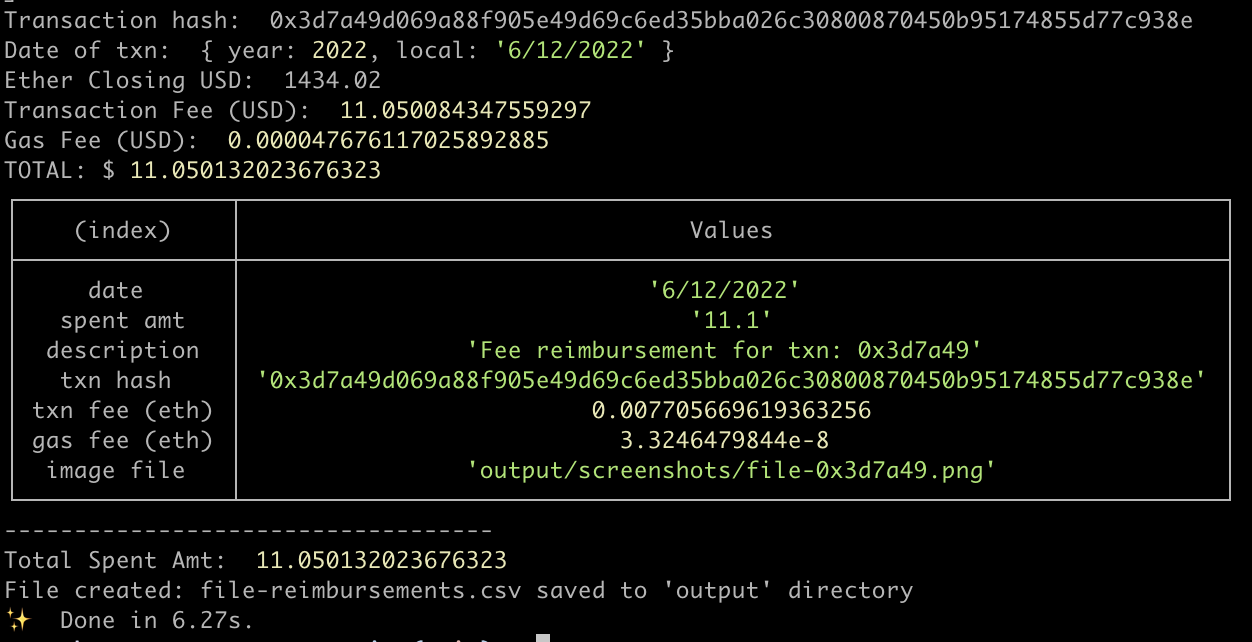 Transaction hash:  0x3d7a49d069a88f905e49d69c6ed35bba026c30800870450b95174855d77c938e
Date of txn:  { year: 2022, local: '6/12/2022' }
Ether Closing USD:  1434.02
Transaction Fee (USD):  11.050084347559297
Gas Fee (USD):  0.000047676117025892885
TOTAL: $ 11.050132023676323
(index) Values
date '6/12/2022'
spent amt '11.1'
description 'Fee reimbursement for txn: 0x3d7a49'
txn hash '0x3d7a49d069a88f905e49d69c6ed35bba026c30800870450b95174855d77c938e'
txn fee (eth) 0.007705669619363256
gas fee (eth) 3.3246479844e-8
image file 'output/screenshots/file-0x3d7a49.png'
-----------------------------------
Total Spent Amt:  11.050132023676323
File created: file-reimbursements.csv saved to 'output' directory
✨  Done in 6.27s.